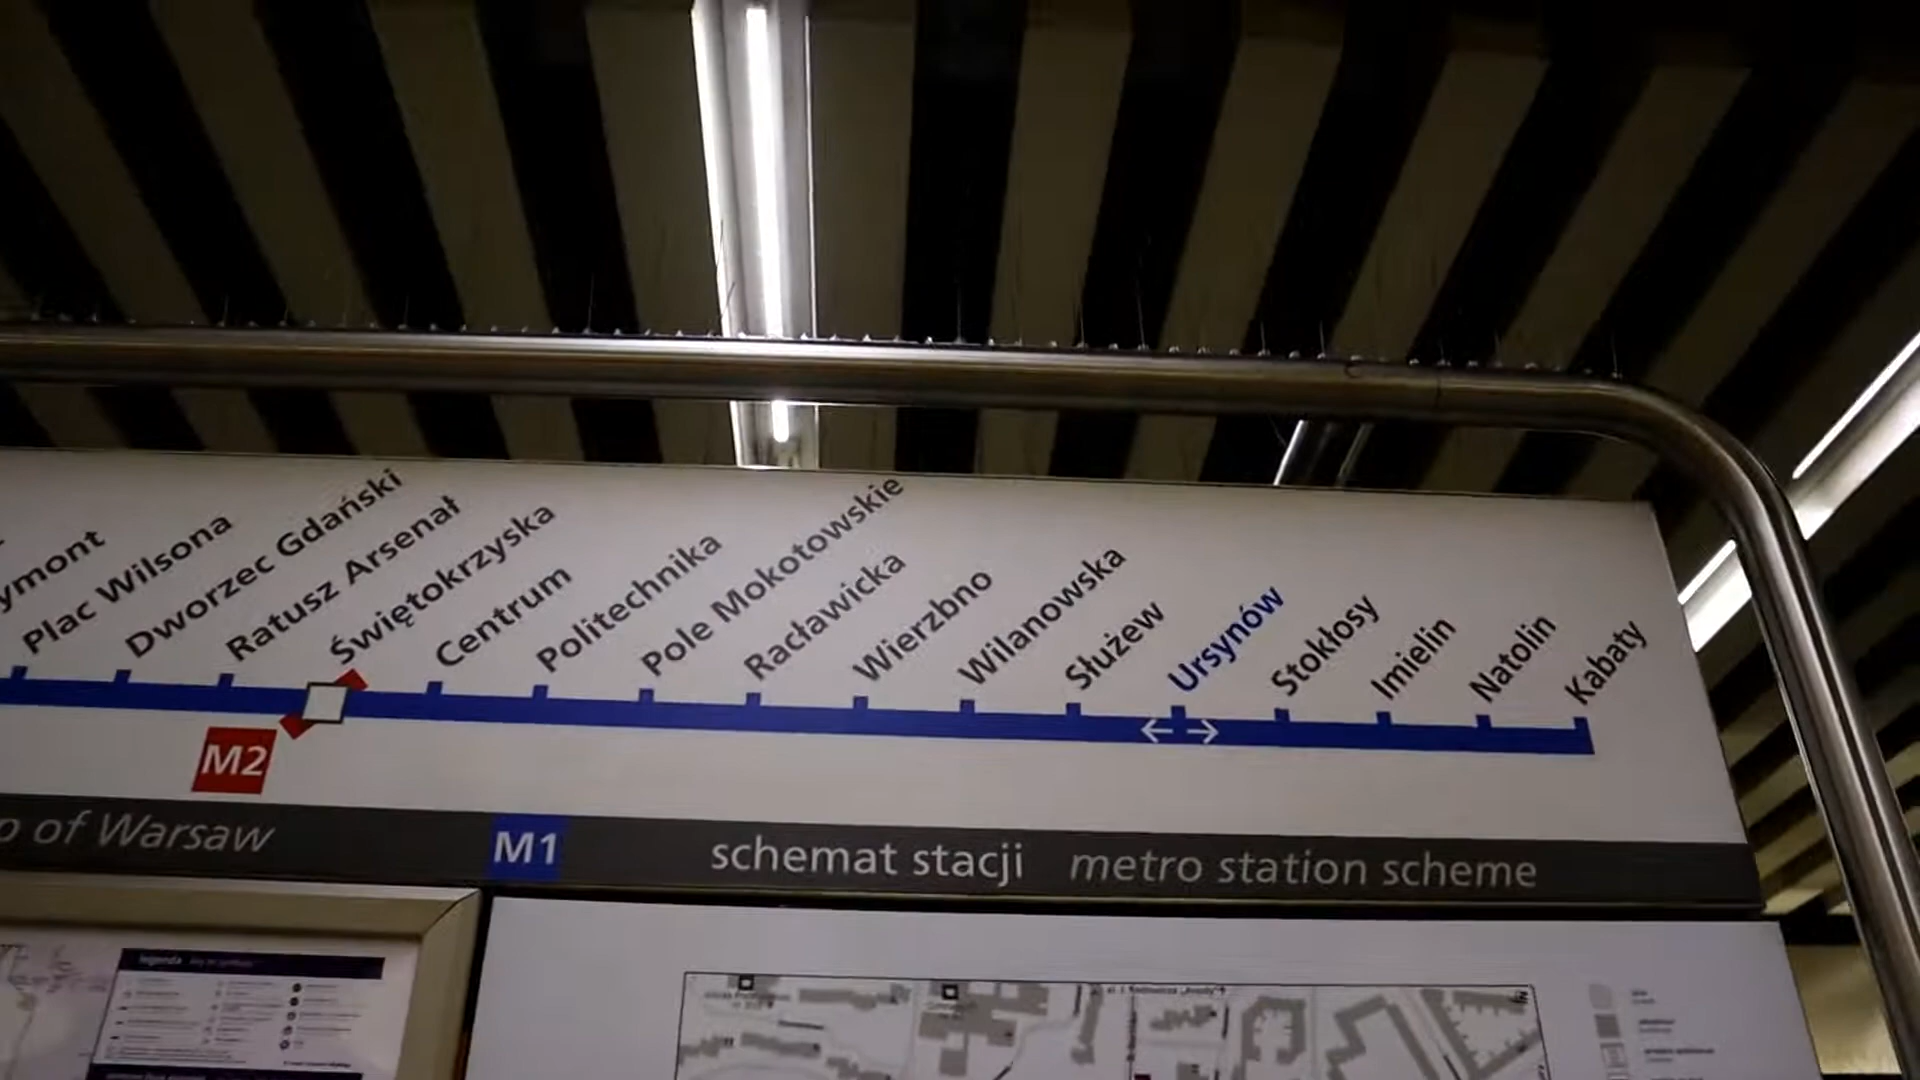 ymont
Plac Wilsona
Dworzec Gdański
Ratusz Arsenał
Świętokrzyska
Centrum
Politechnika
Pole Mokotowskie
Racławicka
Wierzbno
Wilanowska
Służew
Ursynów
Stokłosy
Imielin
Natolin
Kabaty
M2
of Warsaw
M1
schemat stacji metro station scheme
legenda